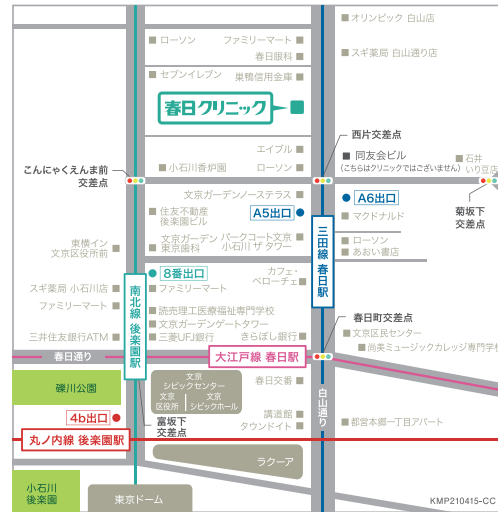 オリンピック 白山店
ローソン
ファミリーマート
春日眼科
スギ薬局 白山通り店
セブンイレブン
巣鴨信用金庫
春日クリニック
エイブル
西片交差点
同友会ビル
(こちらはクリニックではございません)
石井
いり豆店
こんにゃくえんま前
交差点
小石川香炉園
ローソン
菊坂下
交差点
文京ガーデンノーステラス
A6出口
住友不動産
後楽園ビル
A5出口
マクドナルド
文京ガーデン
東京歯科
パークコート文京
小石川 ザ タワー
三田線 春日駅
ローソン
あおい書店
東横イン
文京区役所前
8番出口
カフェ・
ベローチェ
南北線 後楽園駅
スギ薬局 小石川店
ファミリーマート
ファミリーマート
読売理工医療福祉専門学校
文京ガーデンゲートタワー
春日町交差点
三井住友銀行ATM
三菱UFJ銀行
きらぼし銀行
文京区民センター
尚美ミュージックカレッジ専門学校
春日通り
大江戸線 春日駅
礫川公園
文京
シビックセンター
文京
区役所
文京
シビックホール
春日交番
白山通り
4b出口
富坂下
交差点
講道館
タウンドイト
都営本郷一丁目アパート
丸ノ内線 後楽園駅
ラクーア
小石川
後楽園
東京ドーム
KMP210415-CC